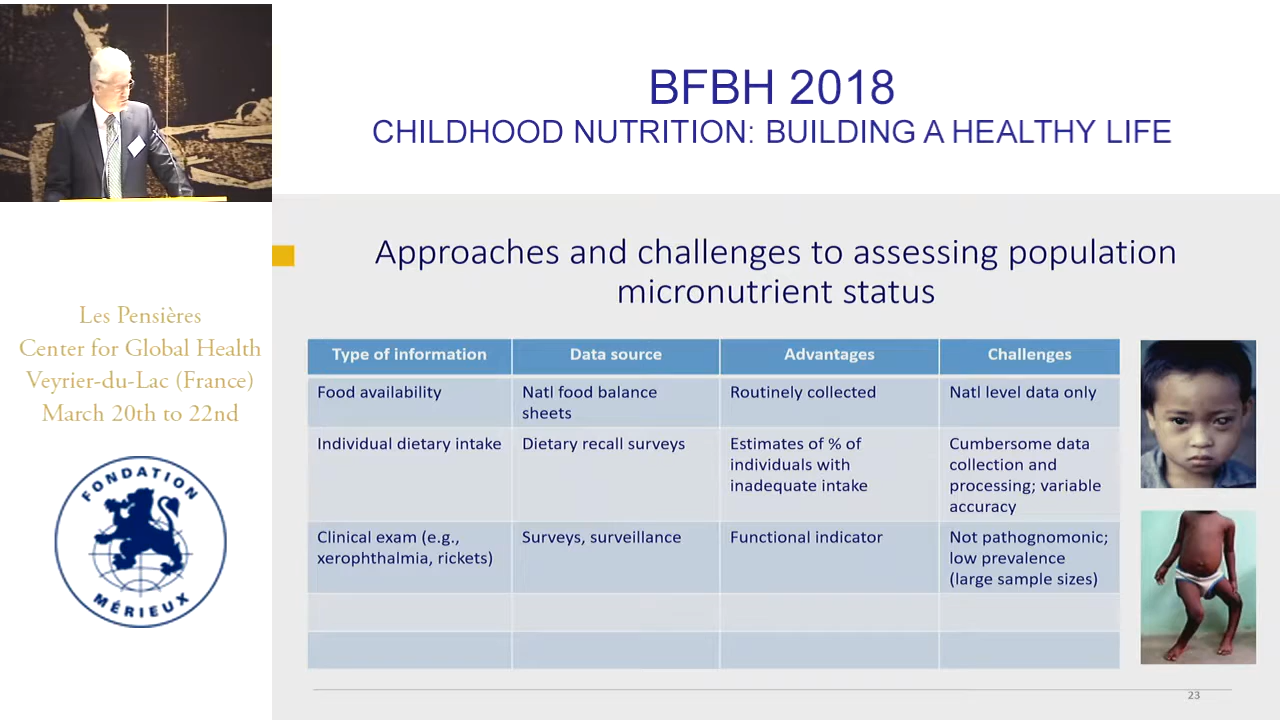 BFBH 2018
CHILDHOOD NUTRITION: BUILDING A HEALTHY LIFE
Les Pensières
Center for Global Health
Veyrier-du-Lac (France)
March 20th to 22nd
FONDATION
MÉRIEUX
Approaches and challenges to assessing population
micronutrient status
Type of information
Data source
Advantages
Challenges
Food availability
Natl food balance
sheets
Routinely collected
Natl level data only
Individual dietary intake
Dietary recall surveys
Estimates of % of
individuals with
inadequate intake
Cumbersome data
collection and
processing; variable
accuracy
Clinical exam (e.g.,
xerophthalmia, rickets)
Surveys, surveillance
Functional indicator
Not pathognomonic;
low prevalence
(large sample sizes)
23